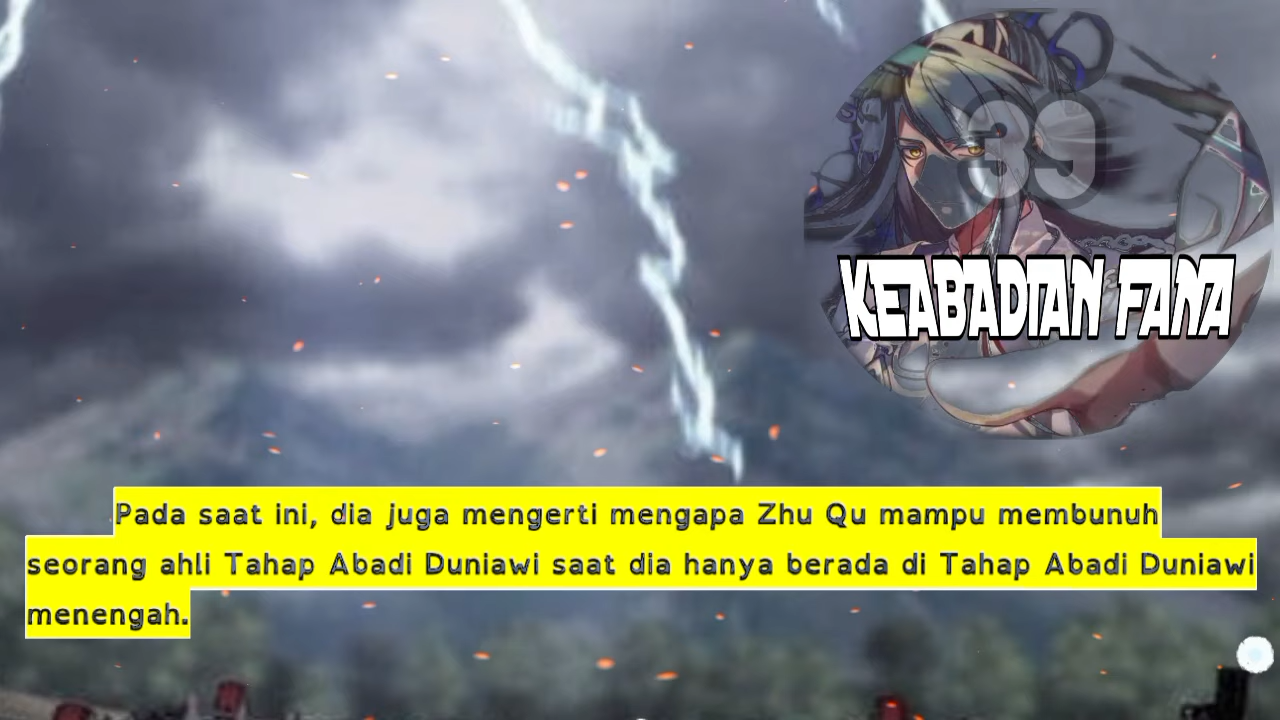 39
KEABADIAN FANA
Pada saat ini, dia juga mengerti mengapa Zhu Qu mampu membunuh
seorang ahli Tahap Abadi Duniawi saat dia hanya berada di Tahap Abadi Duniawi
menengah.